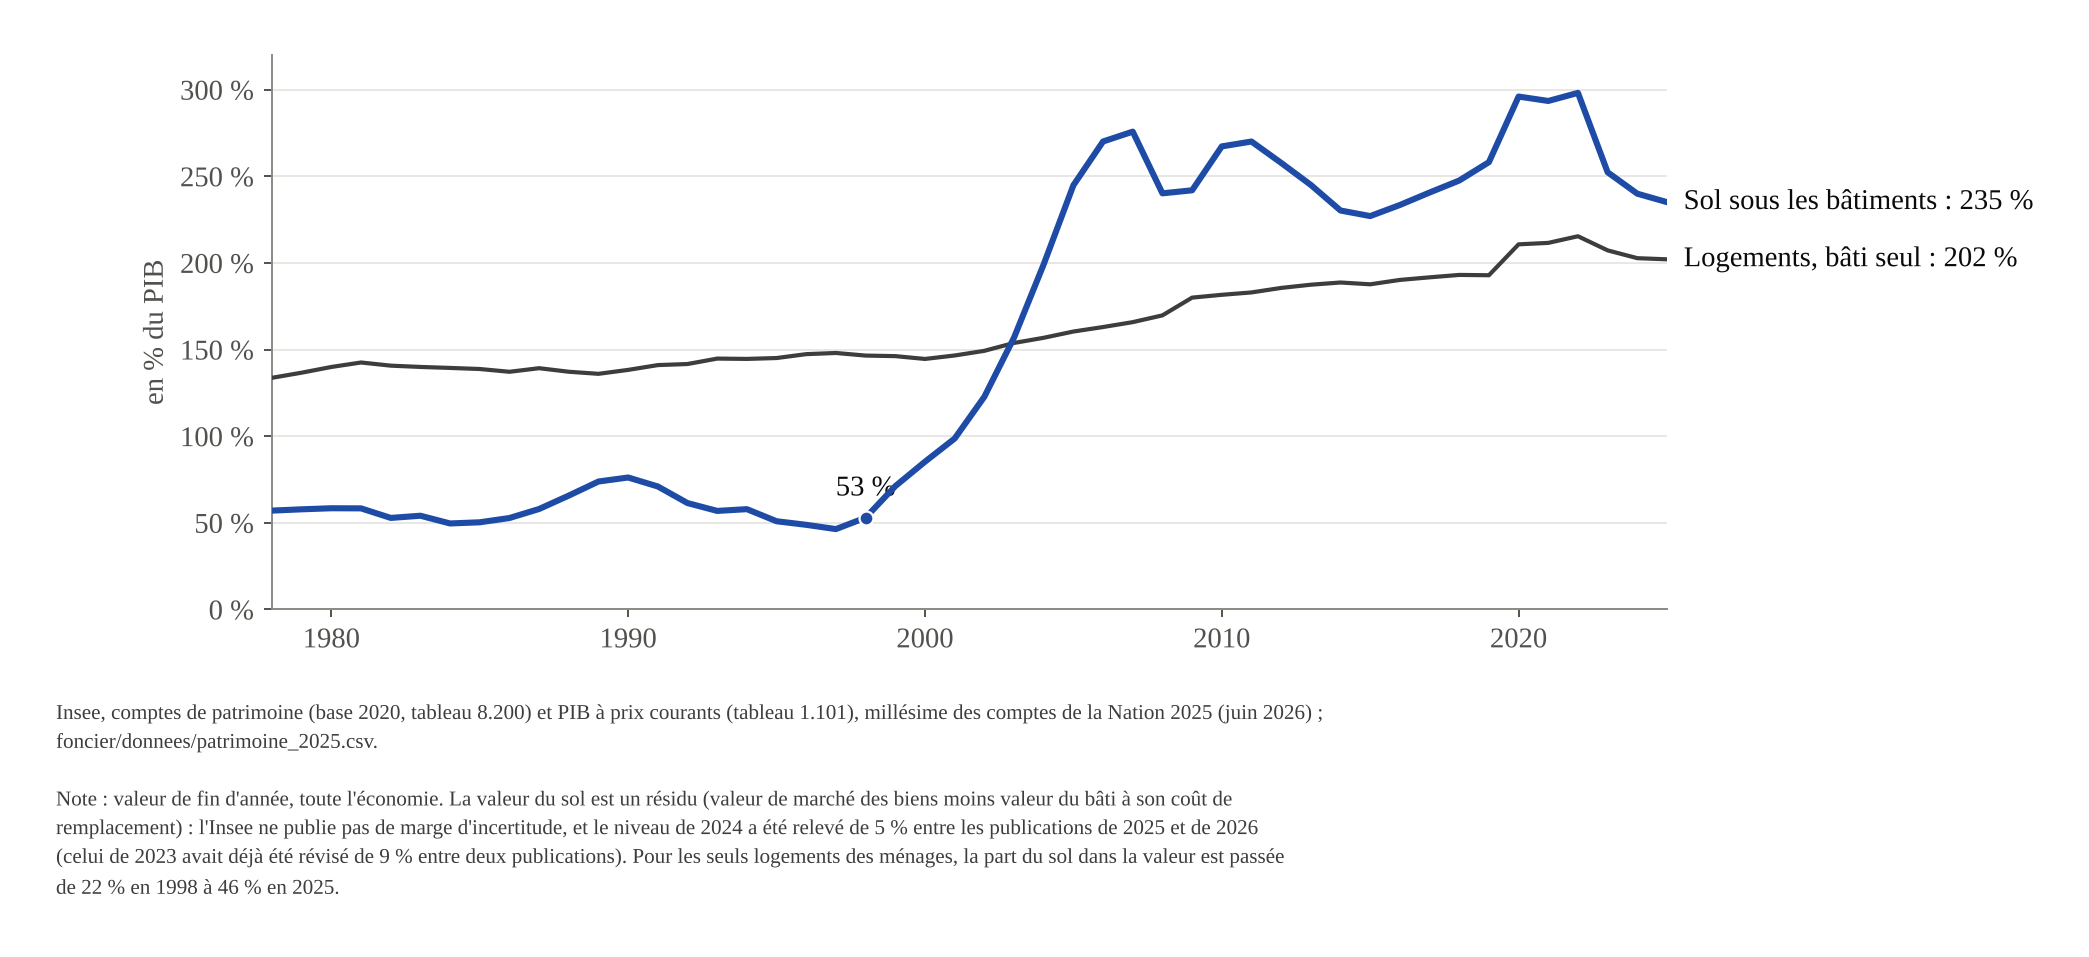 300 %
250 %
200 %
150 %
100 %
50 %
0 %
en % du PIB
53 %
Sol sous les bâtiments : 235 %
Logements, bâti seul : 202 %
1980 1990 2000 2010 2020
Insee, comptes de patrimoine (base 2020, tableau 8.200) et PIB à prix courants (tableau 1.101), millésime des comptes de la Nation 2025 (juin 2026) ;
foncier/donnees/patrimoine_2025.csv.
Note : valeur de fin d'année, toute l'économie. La valeur du sol est un résidu (valeur de marché des biens moins valeur du bâti à son coût de
remplacement) : l'Insee ne publie pas de marge d'incertitude, et le niveau de 2024 a été relevé de 5 % entre les publications de 2025 et de 2026
(celui de 2023 avait déjà été révisé de 9 % entre deux publications). Pour les seuls logements des ménages, la part du sol dans la valeur est passée
de 22 % en 1998 à 46 % en 2025.